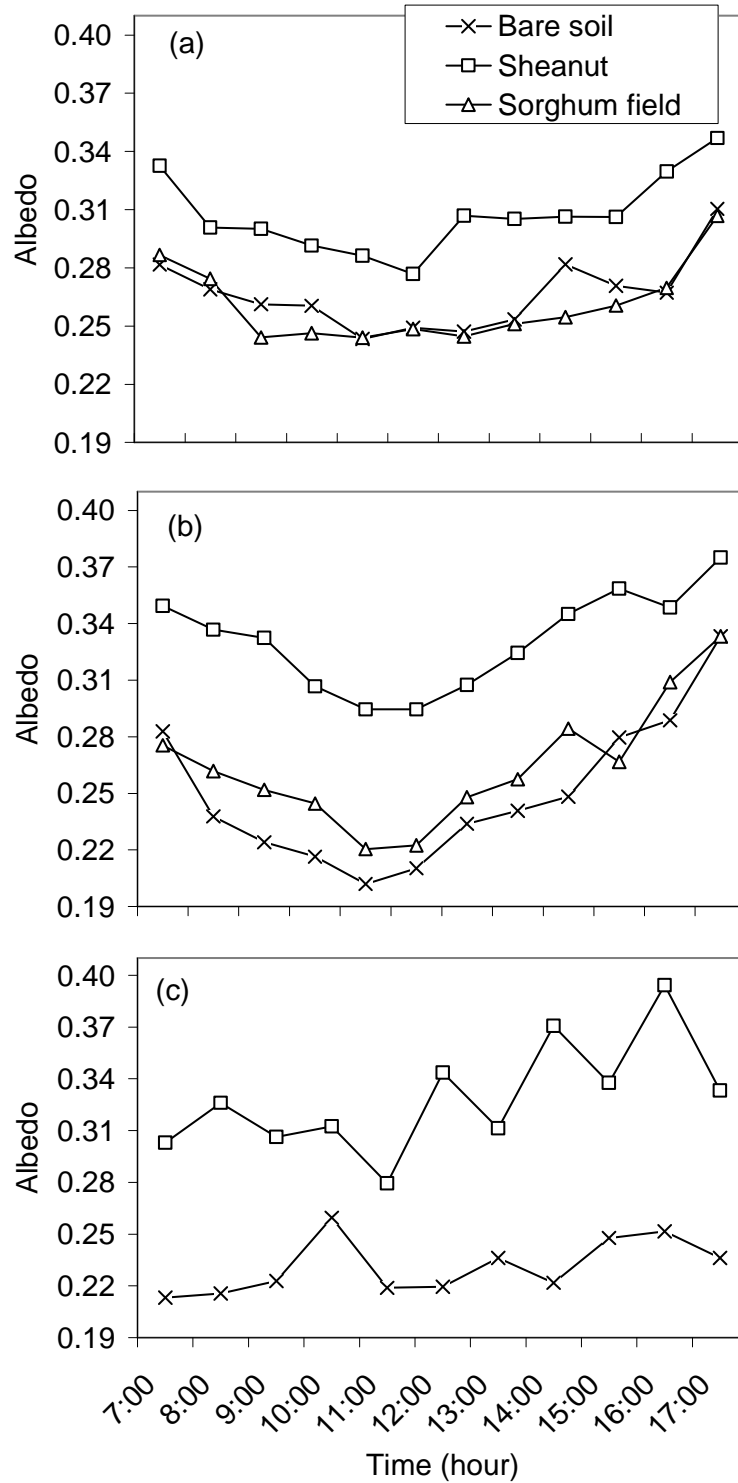 (a)
Bare soil
Sheanut
Sorghum field
Albedo
0.40
0.37
0.34
0.31
0.28
0.25
0.22
0.19
(b)
Albedo
0.40
0.37
0.34
0.31
0.28
0.25
0.22
0.19
(c)
Albedo
0.40
0.37
0.34
0.31
0.28
0.25
0.22
0.19
7:00 8:00 9:00 10:00 11:00 12:00 13:00 14:00 15:00 16:00 17:00
Time (hour)